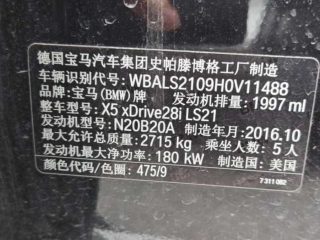 德国宝马汽车集团史帕滕博格工厂制造
车辆识别代号: WBALS2109H0V11488
品牌: 宝马(BMW)牌 发动机排量: 1997 ml
整车型号: X5 xDrive28i LS21
发动机型号: N20B20A 制造年月: 2016.10
最大允许总质量: 2715 kg 乘坐人数: 5 人
发动机最大净功率: 180 kW 制造国: 美国
颜色代码/色圈: 475/9
7311082